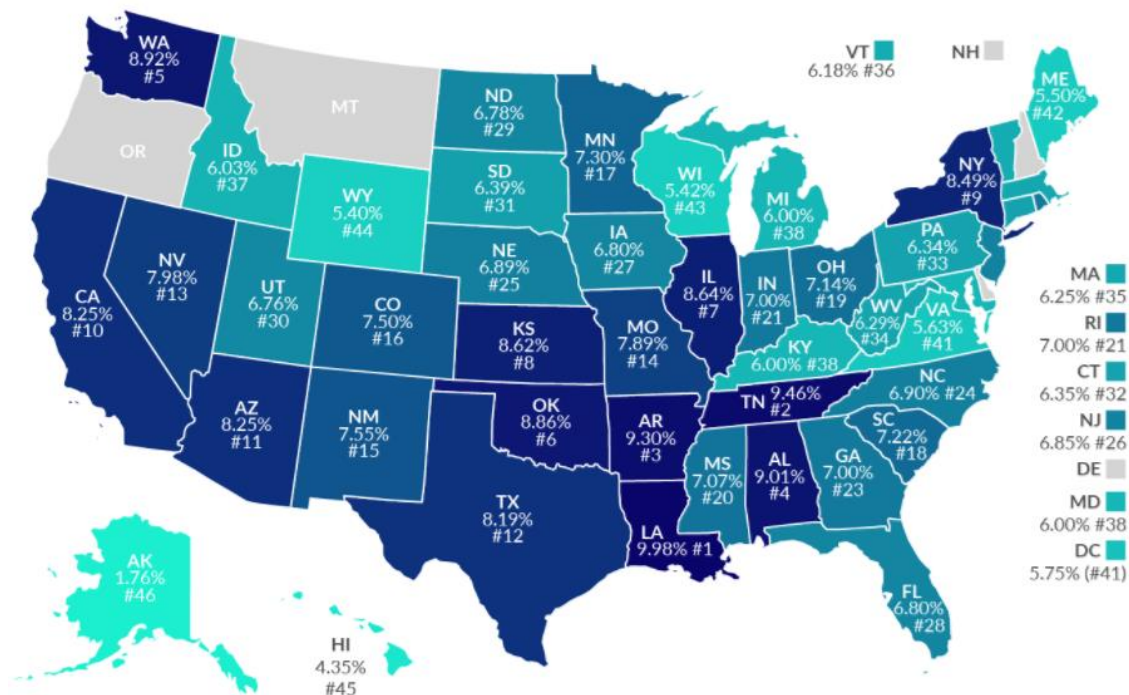 WA
8.92%
#5
VT
6.18% #36
NH
ME
5.50%
#42
MT
ND
6.78%
#29
MN
7.30%
#17
OR
ID
6.03%
#37
WY
5.40%
#44
SD
6.39%
#31
WI
5.42%
#43
MI
6.00%
#38
NY
8.49%
#9
NV
7.98%
#13
UT
6.76%
#30
NE
6.89%
#25
IA
6.80%
#27
IL
8.64%
#7
IN
7.00%
#21
OH
7.14%
#19
PA
6.34%
#33
CA
8.25%
#10
CO
7.50%
#16
KS
8.62%
#8
MO
7.89%
#14
WV
6.29%
#34
VA
5.63%
#41
KY
6.00% #38
MA
6.25% #35
RI
7.00% #21
CT
6.35% #32
NJ
6.85% #26
DE
MD
6.00% #38
DC
5.75% (#41)
AZ
8.25%
#11
NM
7.55%
#15
OK
8.86%
#6
AR
9.30%
#3
TN 9.46%
#2
NC
6.90% #24
SC
7.22%
#18
MS
7.07%
#20
AL
9.01%
#4
GA
7.00%
#23
TX
8.19%
#12
LA
9.98% #1
FL
6.80%
#28
AK
1.76%
#46
HI
4.35%
#45